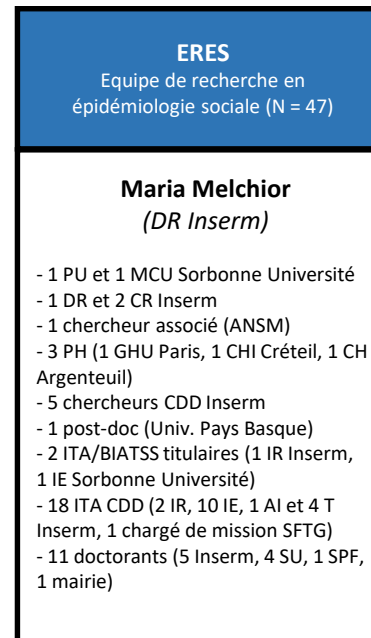 ERES
Equipe de recherche en
épidémiologie sociale (N = 47)
Maria Melchior
(DR Inserm)
- 1 PU et 1 MCU Sorbonne Université
- 1 DR et 2 CR Inserm
- 1 chercheur associé (ANSM)
- 3 PH (1 GHU Paris, 1 CHI Créteil, 1 CH
Argenteuil)
- 5 chercheurs CDD Inserm
- 1 post-doc (Univ. Pays Basque)
- 2 ITA/BIATSS titulaires (1 IR Inserm,
1 IE Sorbonne Université)
- 18 ITA CDD (2 IR, 10 IE, 1 AI et 4 T
Inserm, 1 chargé de mission SFTG)
- 11 doctorants (5 Inserm, 4 SU, 1 SPF,
1 mairie)